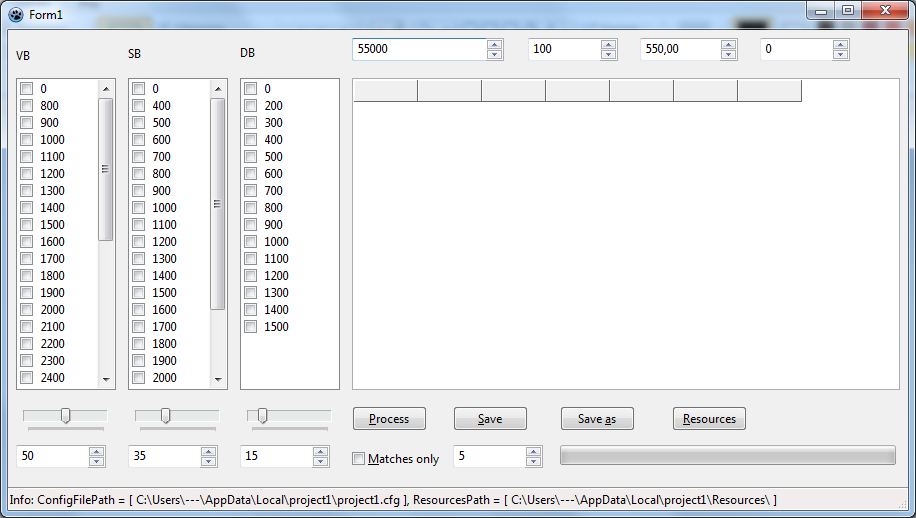 Form1
VB SB DB 55000 100 550,00 0
0 0 0
800 400 200
900 500 300
1000 600 400
1100 700 500
1200 800 600
1300 900 700
1400 1000 800
1500 1100 900
1600 1200 1000
1700 1300 1100
1800 1400 1200
1900 1500 1300
2000 1600 1400
2100 1700 1500
2200 1800
2300 1900
2400 2000
Process Save Save as Resources
50 35 15 Matches only 5
Info: ConfigFilePath = [ C:\Users\---\AppData\Local\project1\project1.cfg ], ResourcesPath = [ C:\Users\---\AppData\Local\project1\Resources\ ]